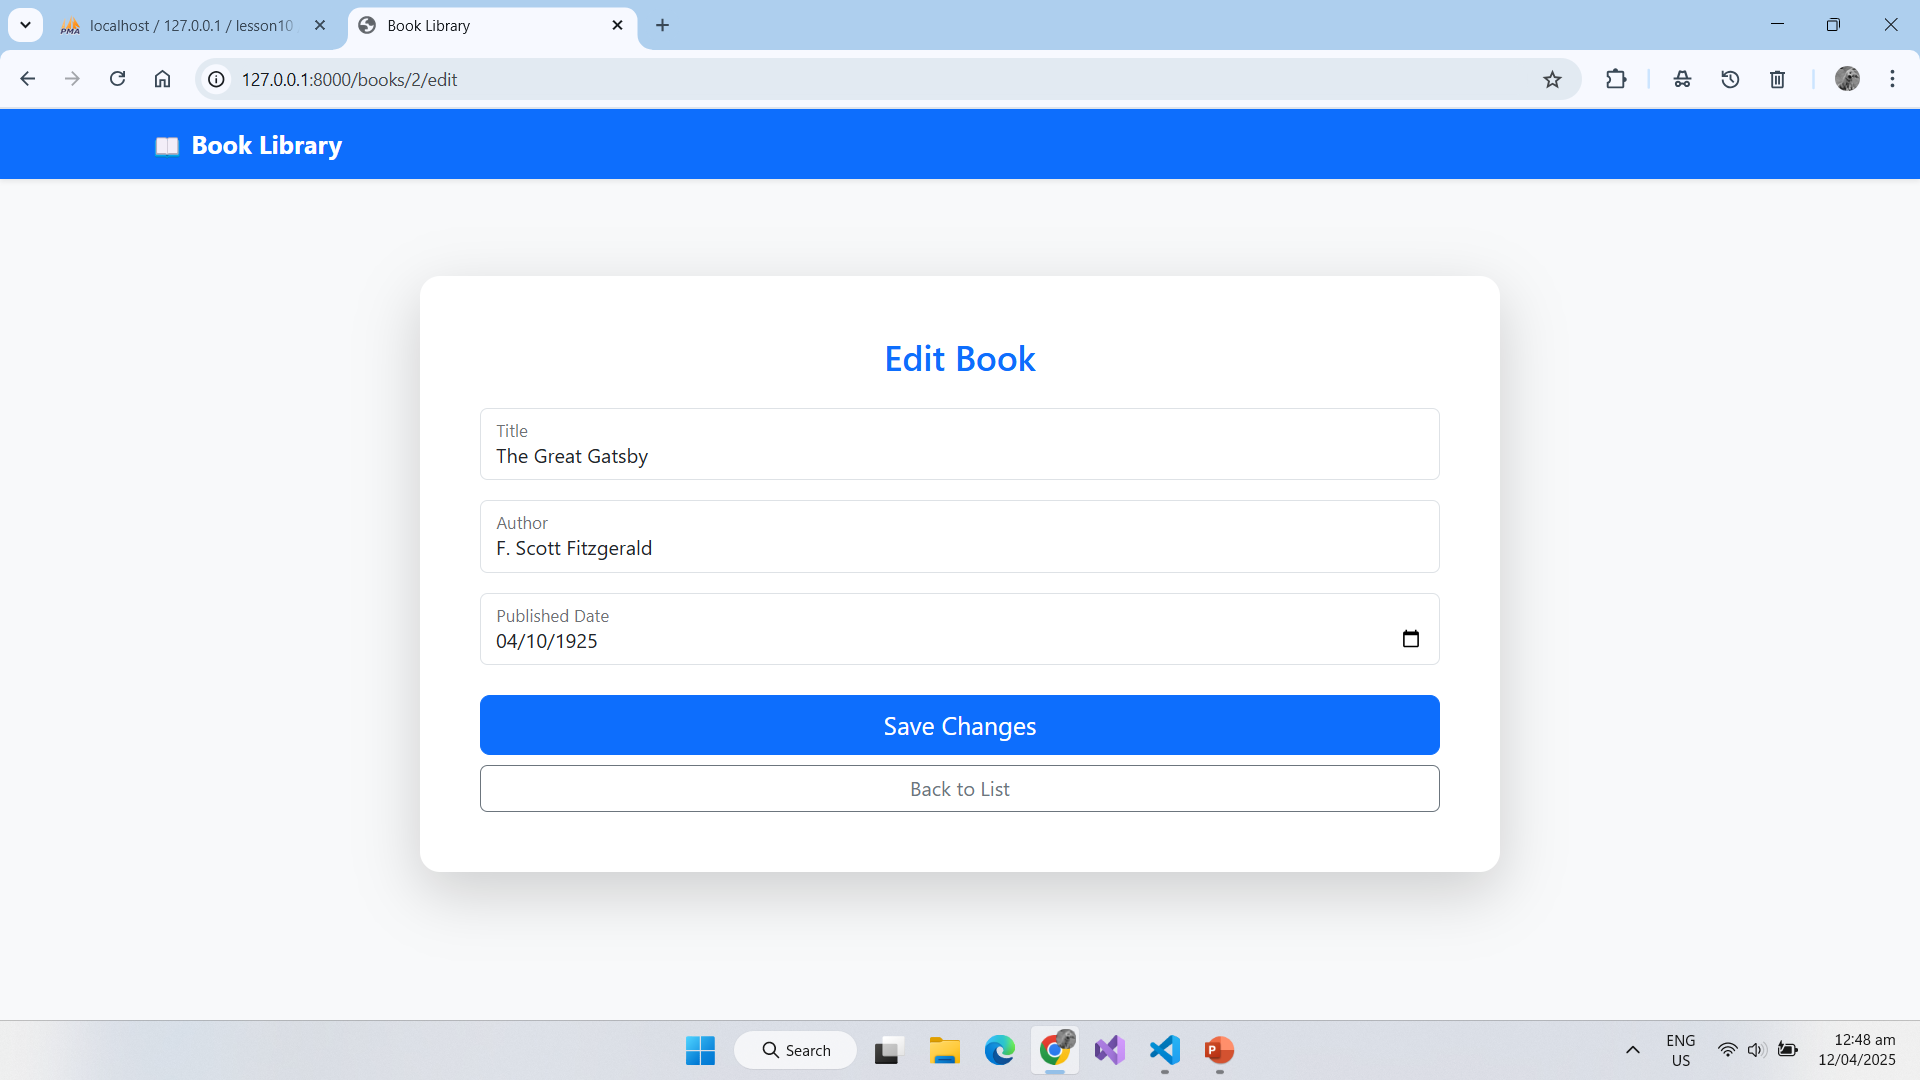 localhost / 127.0.0.1 / lesson10
Book Library
127.0.0.1:8000/books/2/edit
Book Library
Edit Book
Title
The Great Gatsby
Author
F. Scott Fitzgerald
Published Date
04/10/1925
Save Changes
Back to List
Search
ENG
US
12:48 am
12/04/2025